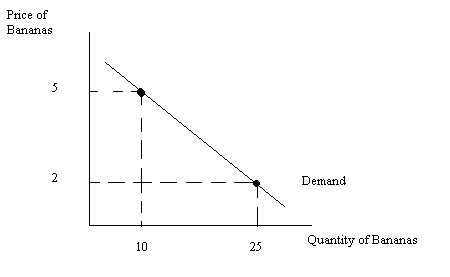 Price of
Bananas
5
2
Demand
10
25
Quantity of Bananas